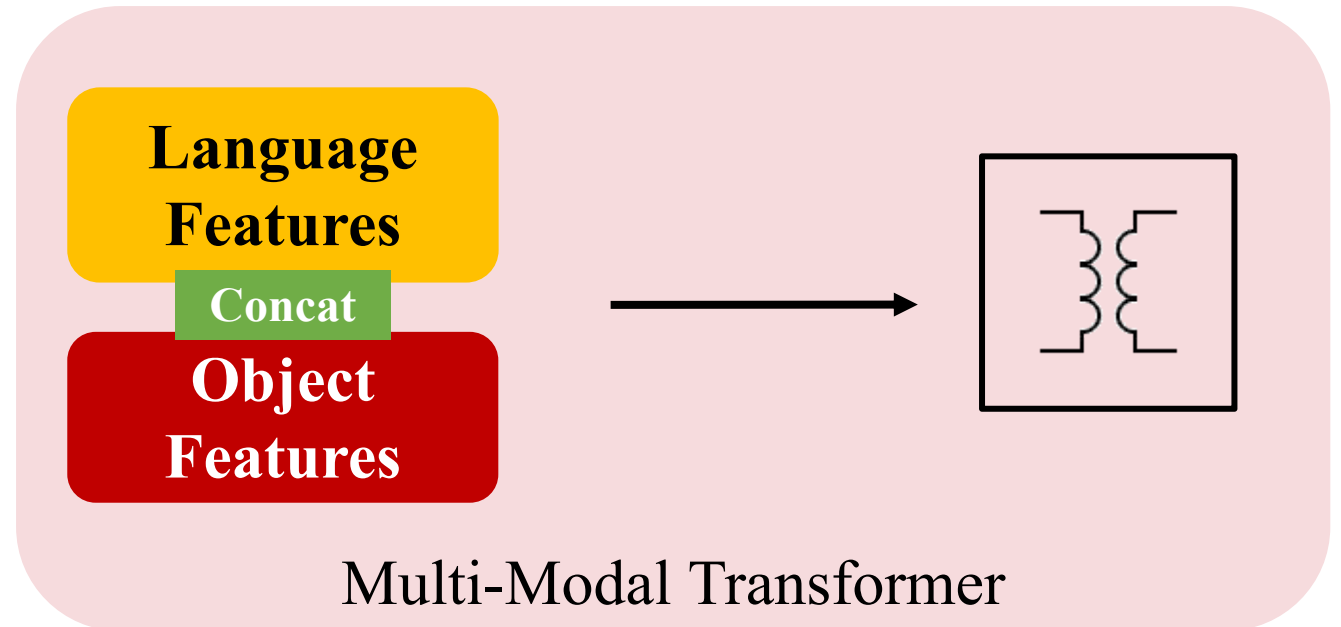 Language
Features
Concat
Object
Features
Multi-Modal Transformer